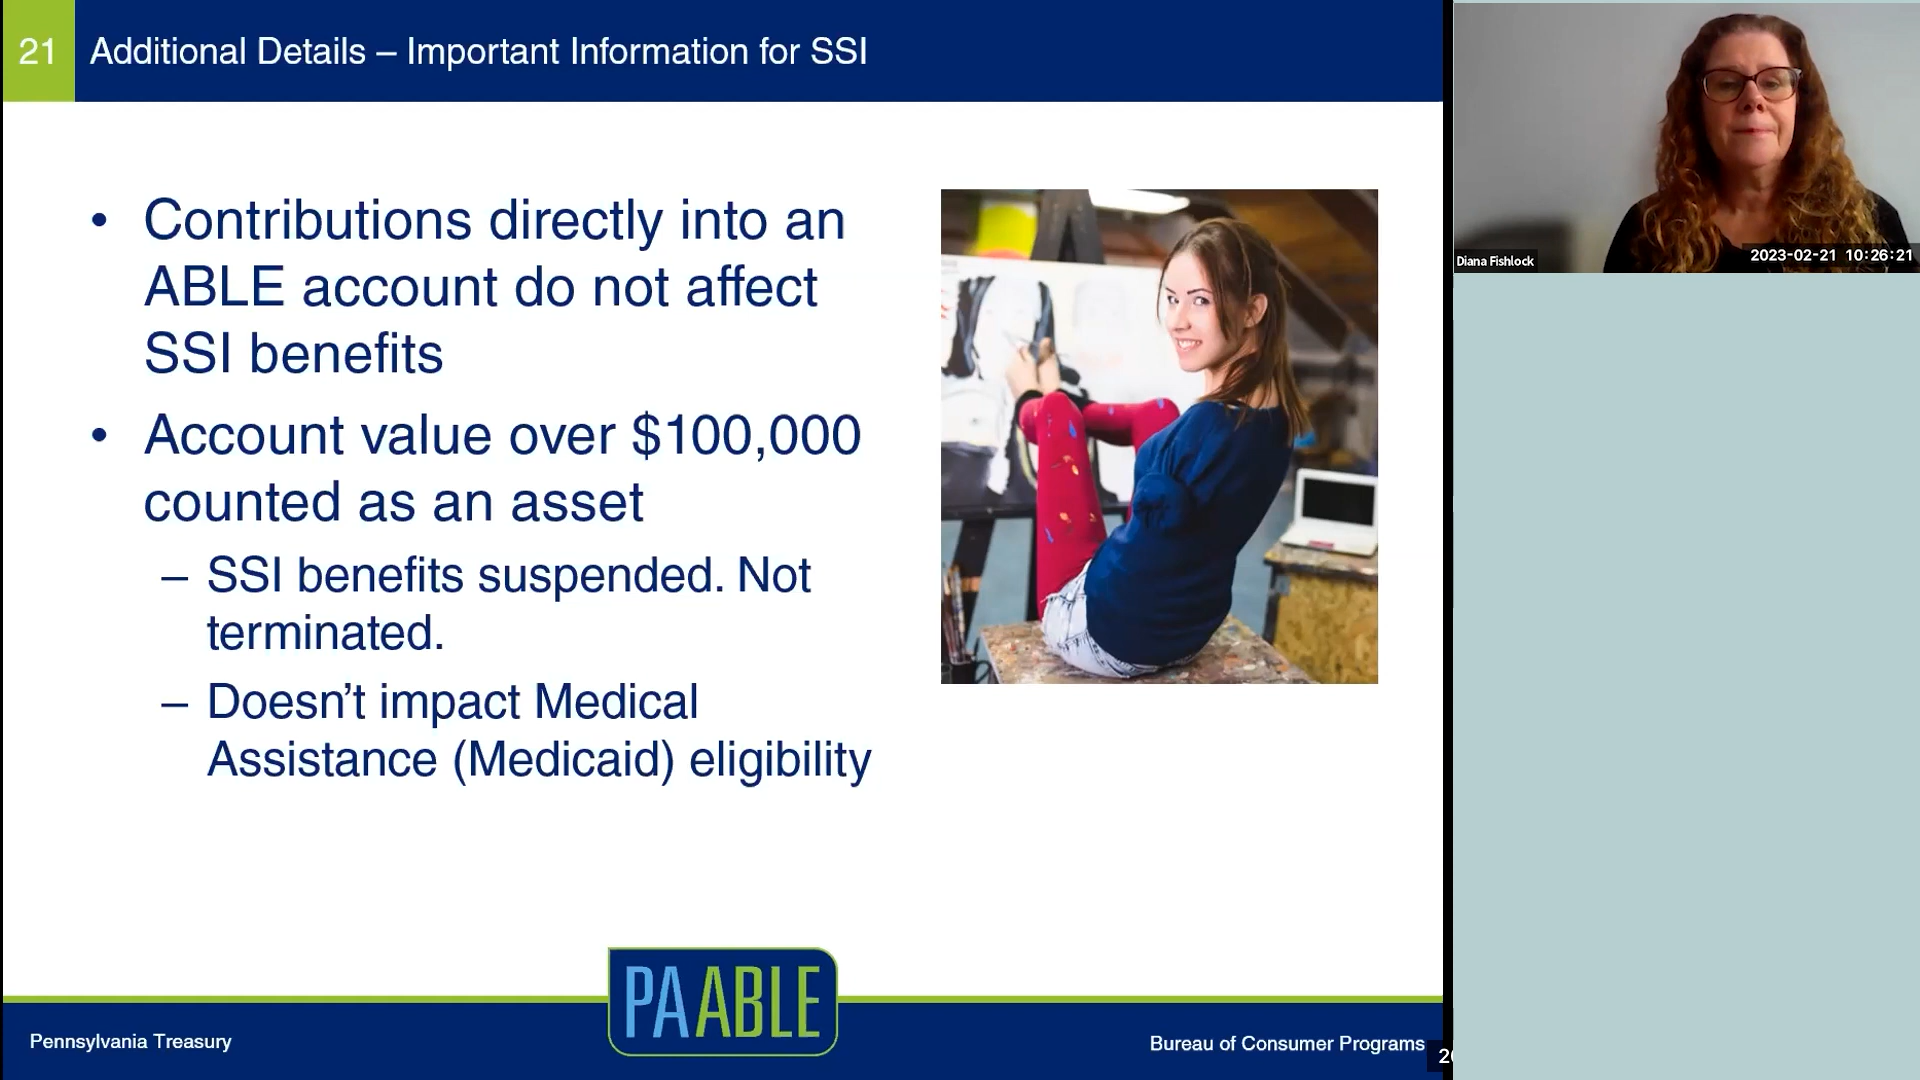 21 Additional Details – Important Information for SSI
• Contributions directly into an
ABLE account do not affect
SSI benefits
• Account value over $100,000
counted as an asset
– SSI benefits suspended. Not
terminated.
– Doesn’t impact Medical
Assistance (Medicaid) eligibility
PA ABLE
Pennsylvania Treasury
Bureau of Consumer Programs
Diana Fishlock
2023-02-21 10:26:21